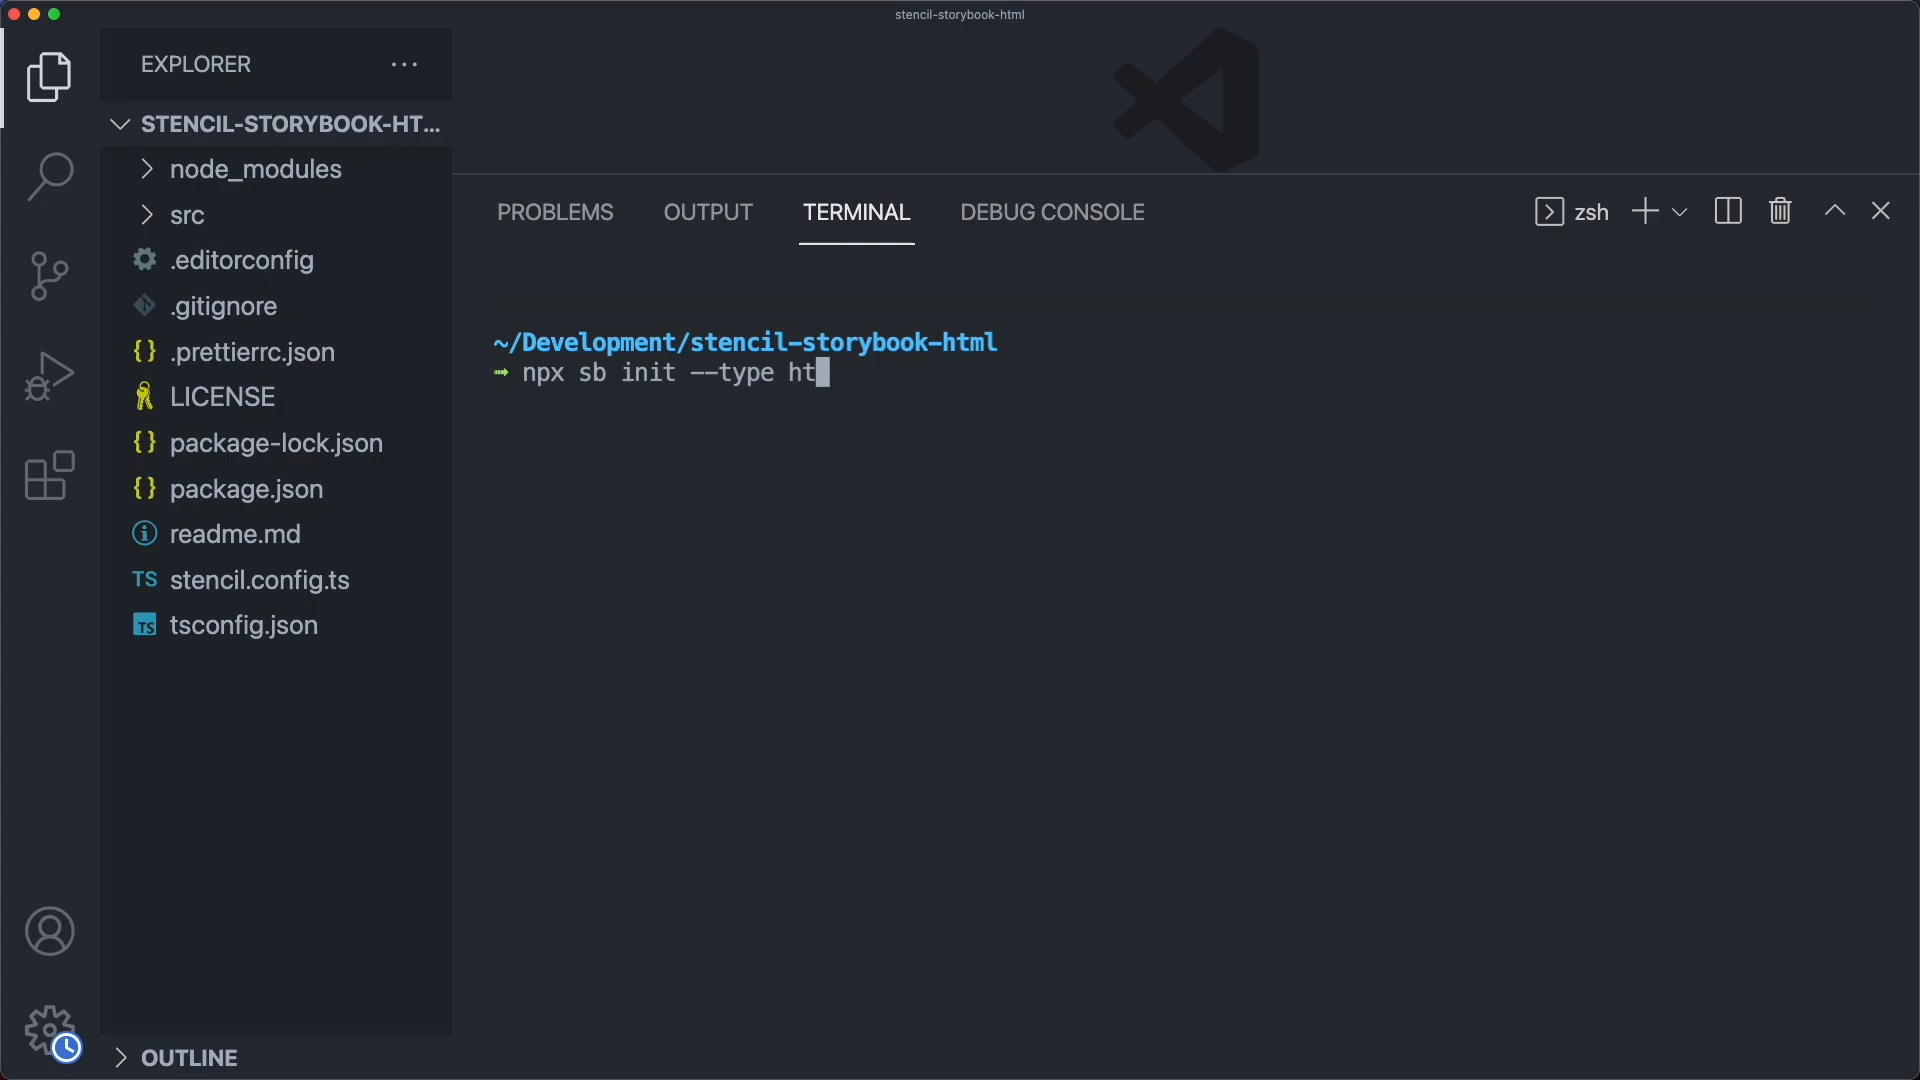 stencil-storybook-html
EXPLORER
STENCIL-STORYBOOK-HT...
node_modules
src
.editorconfig
.gitignore
{} .prettierrc.json
LICENSE
{} package-lock.json
{} package.json
readme.md
TS stencil.config.ts
TS tsconfig.json
OUTLINE
PROBLEMS OUTPUT TERMINAL DEBUG CONSOLE
zsh
~/Development/stencil-storybook-html
➟ npx sb init --type ht